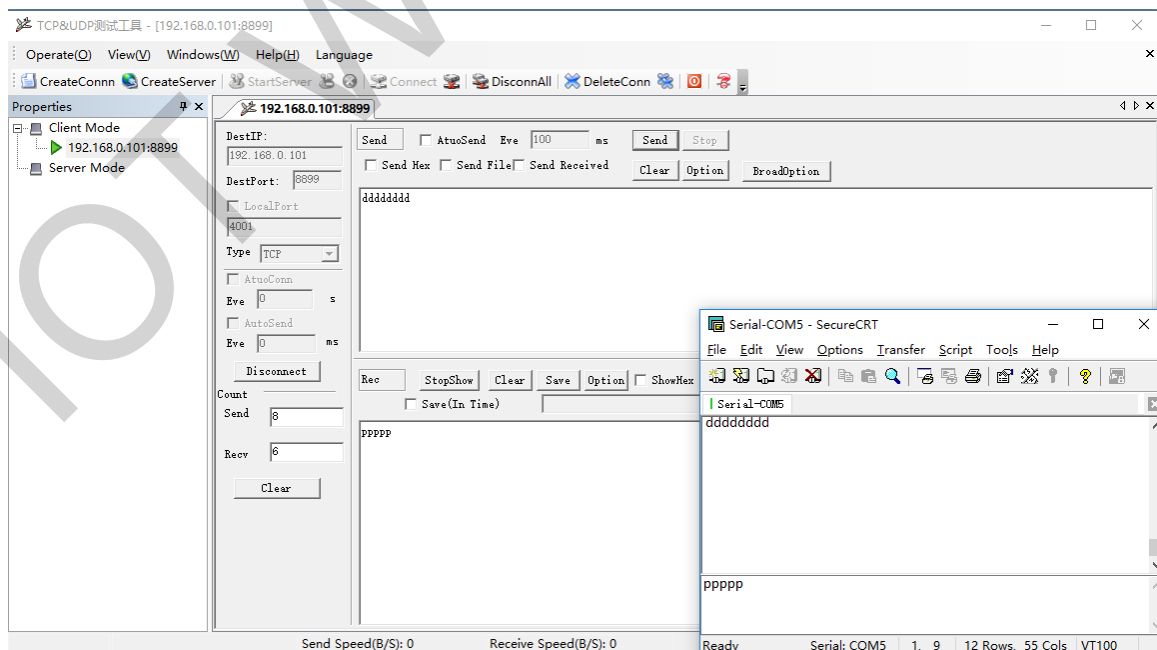 TCP&UDP测试工具 - [192.168.0.101:8899]
Operate(O) View(V) Windows(W) Help(H) Language
CreateConnn CreateServer StartServer Connect DisconnAll DeleteConn
Properties
192.168.0.101:8899
Client Mode
192.168.0.101:8899
Server Mode
DestIP:
192.168.0.101
DestPort: 8899
LocalPort
4001
Type TCP
AtuoConn
Eve 0 s
AutoSend
Eve 0 ms
Disconnect
Count
Send 8
Recv 6
Clear
Send AtuoSend Eve 100 ms Send Stop
Send Hex Send File Send Received Clear Option BroadOption
dddddddd
Rec StopShow Clear Save Option ShowHex
Save(In Time)
PPPPP
Send Speed(B/S): 0 Receive Speed(B/S): 0
Serial-COM5 - SecureCRT
File Edit View Options Transfer Script Tools Help
Serial-COM5
dddddddd
ppppp
Ready Serial: COM5 1, 9 12 Rows, 55 Cols VT100
IOTW